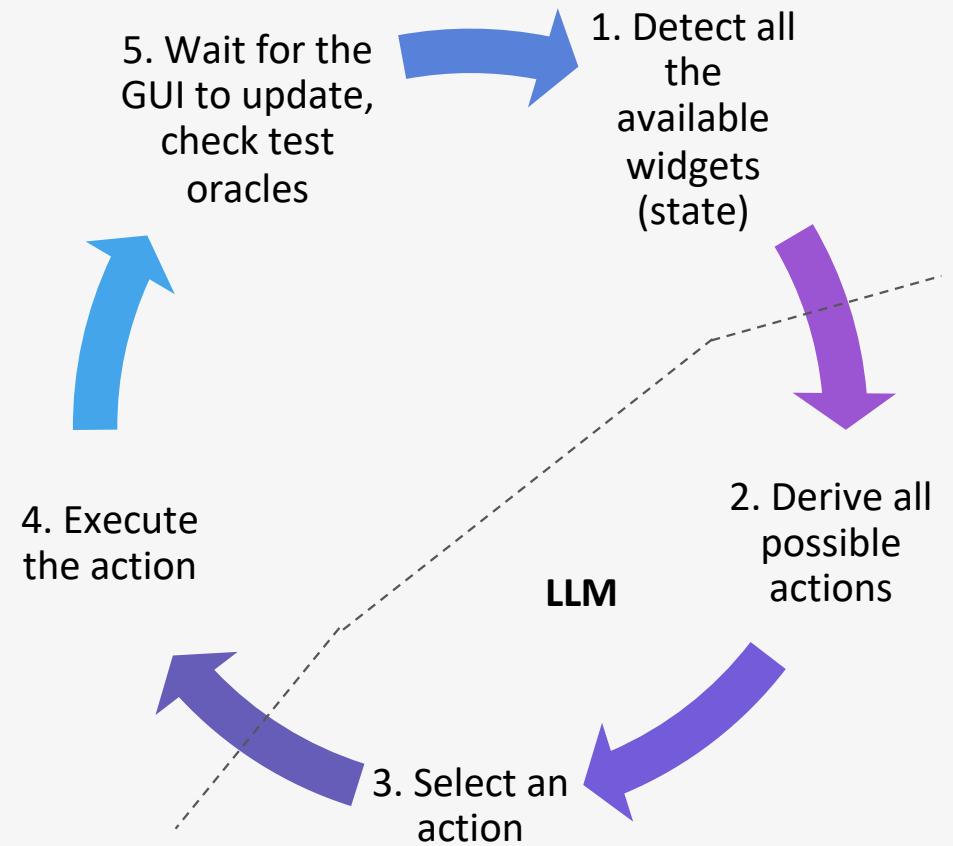 1. Detect all
the
available
widgets
(state)
2. Derive all
possible
actions
LLM
3. Select an
action
4. Execute
the action
5. Wait for the
GUI to update,
check test
oracles